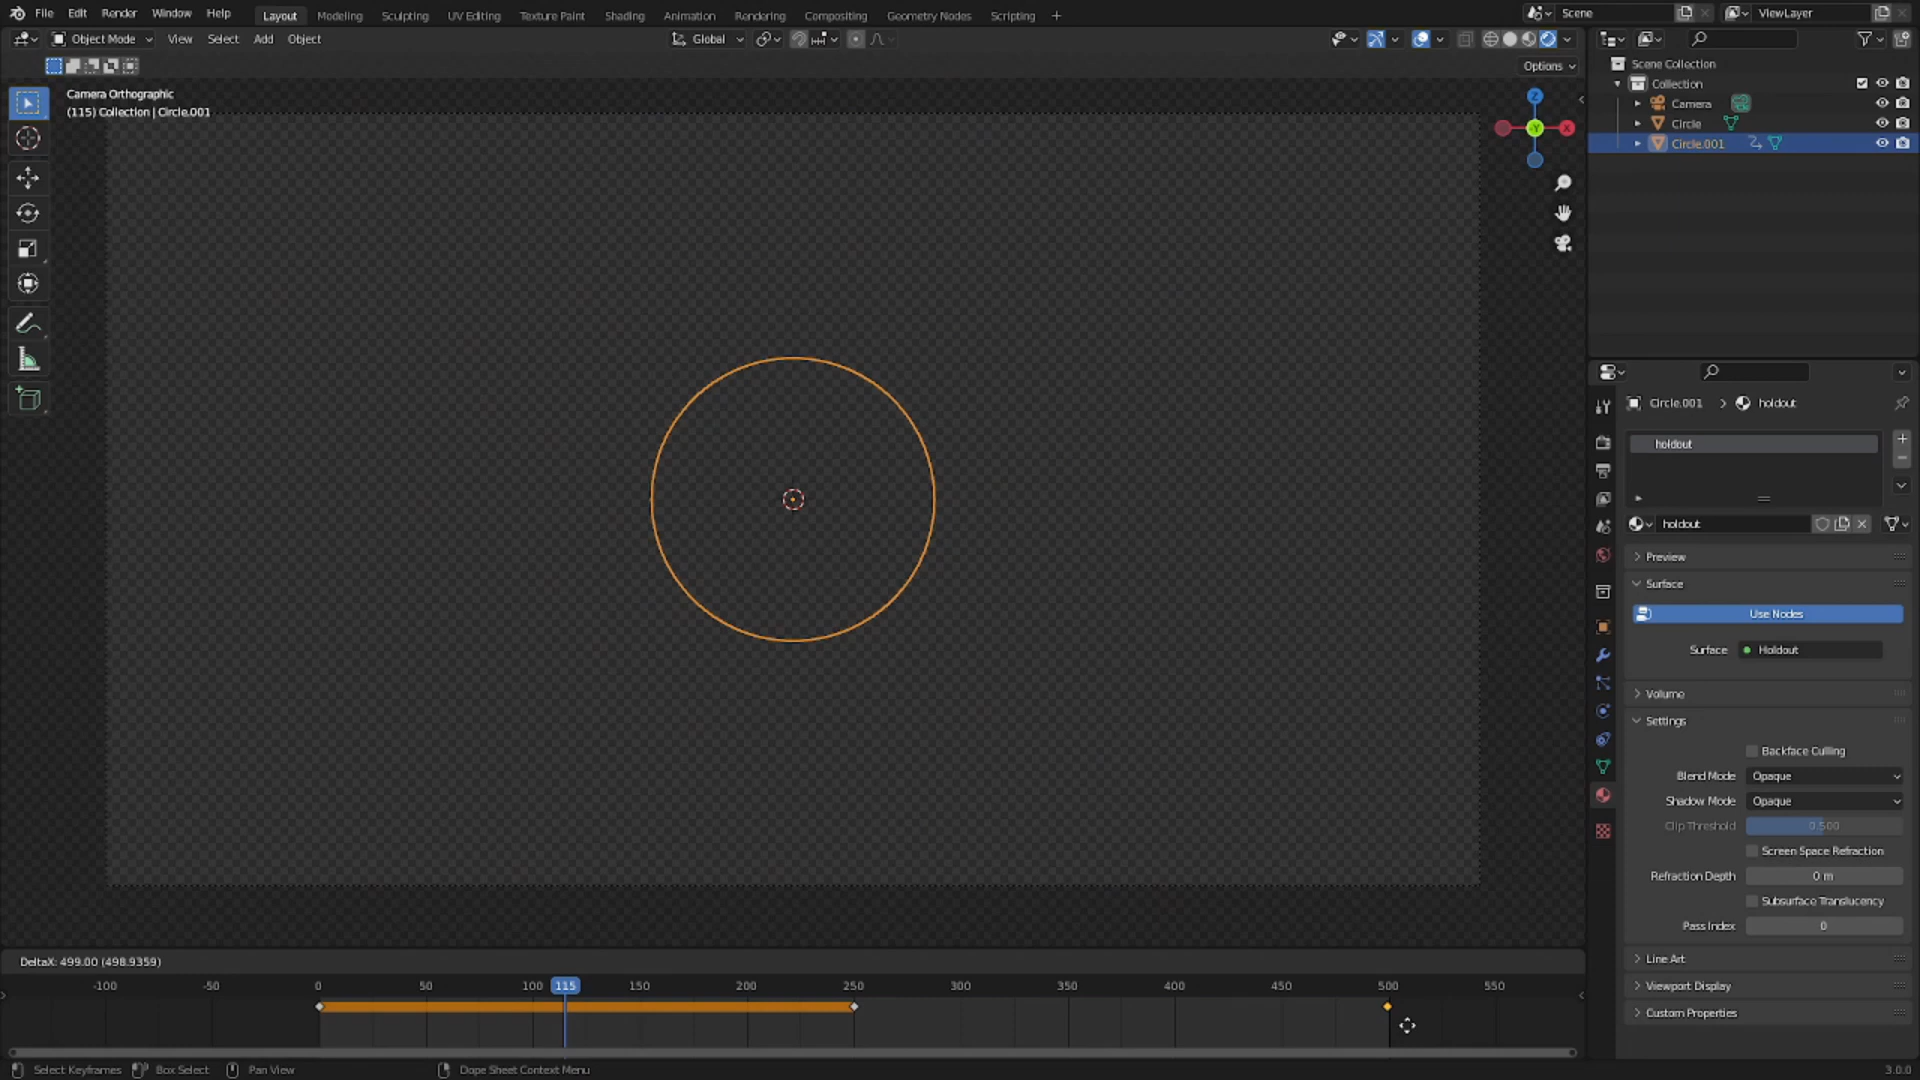 File Edit Render Window Help Layout Modeling Sculpting UV Editing Texture Paint Shading Animation Rendering Compositing Geometry Nodes Scripting + Scene ViewLayer
Object Mode View Select Add Object Global
Options
Camera Orthographic
(115) Collection | Circle.001
Z
-Y
X
Scene Collection
Collection
Camera
Circle
Circle.001
Circle.001 > holdout
holdout
holdout
Preview
Surface
Use Nodes
Surface Holdout
Volume
Settings
Backface Culling
Blend Mode Opaque
Shadow Mode Opaque
Clip Threshold 0.500
Screen Space Refraction
Refraction Depth 0 m
Subsurface Translucency
Pass Index 0
Line Art
Viewport Display
Custom Properties
DeltaX: 499.00 (498.9359)
-100 -50 0 50 100 115 150 200 250 300 350 400 450 500 550
Select Keyframes Box Select Pan View Dope Sheet Context Menu 3.0.0